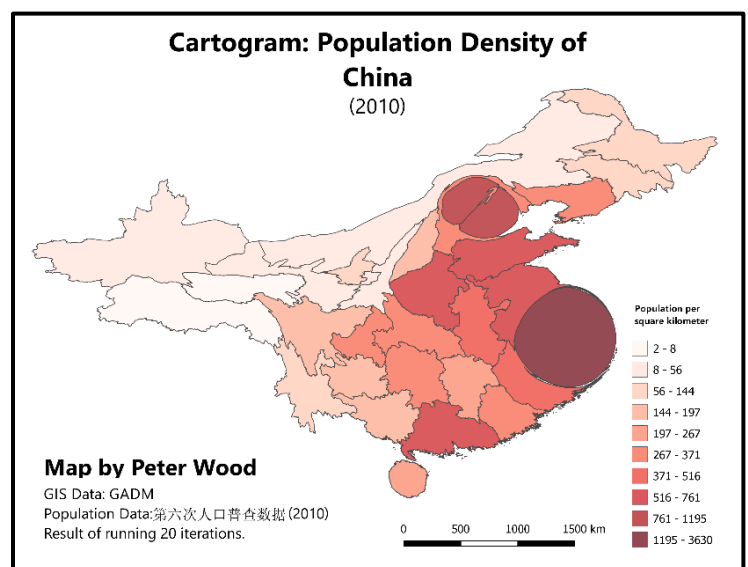 Cartogram: Population Density of
China
(2010)
Population per
square kilometer
2 - 8
8 - 56
56 - 144
144 - 197
197 - 267
267 - 371
371 - 516
516 - 761
761 - 1195
1195 - 3630
Map by Peter Wood
GIS Data: GADM
Population Data:第六次人口普查数据(2010)
Result of running 20 iterations.
0 500 1000 1500 km